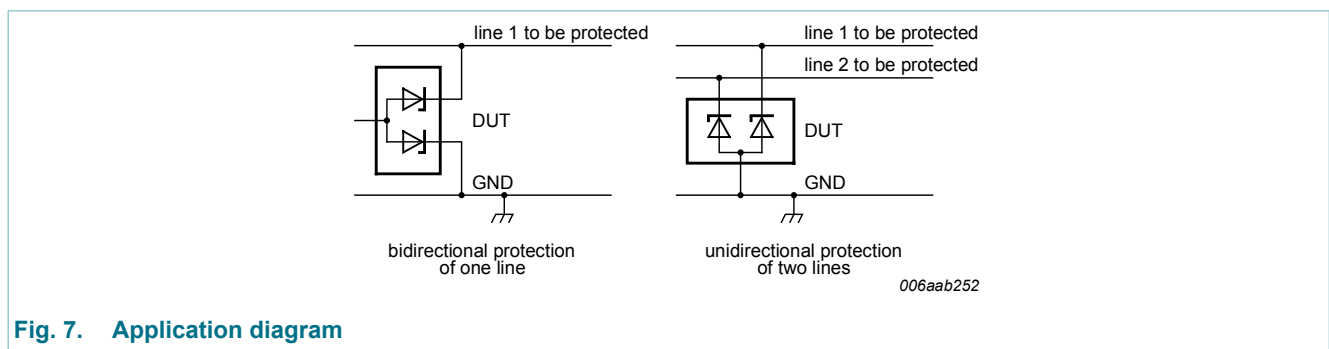 line 1 to be protected
DUT
GND
bidirectional protection
of one line
line 1 to be protected
line 2 to be protected
DUT
GND
unidirectional protection
of two lines
006aab252
Fig. 7. Application diagram